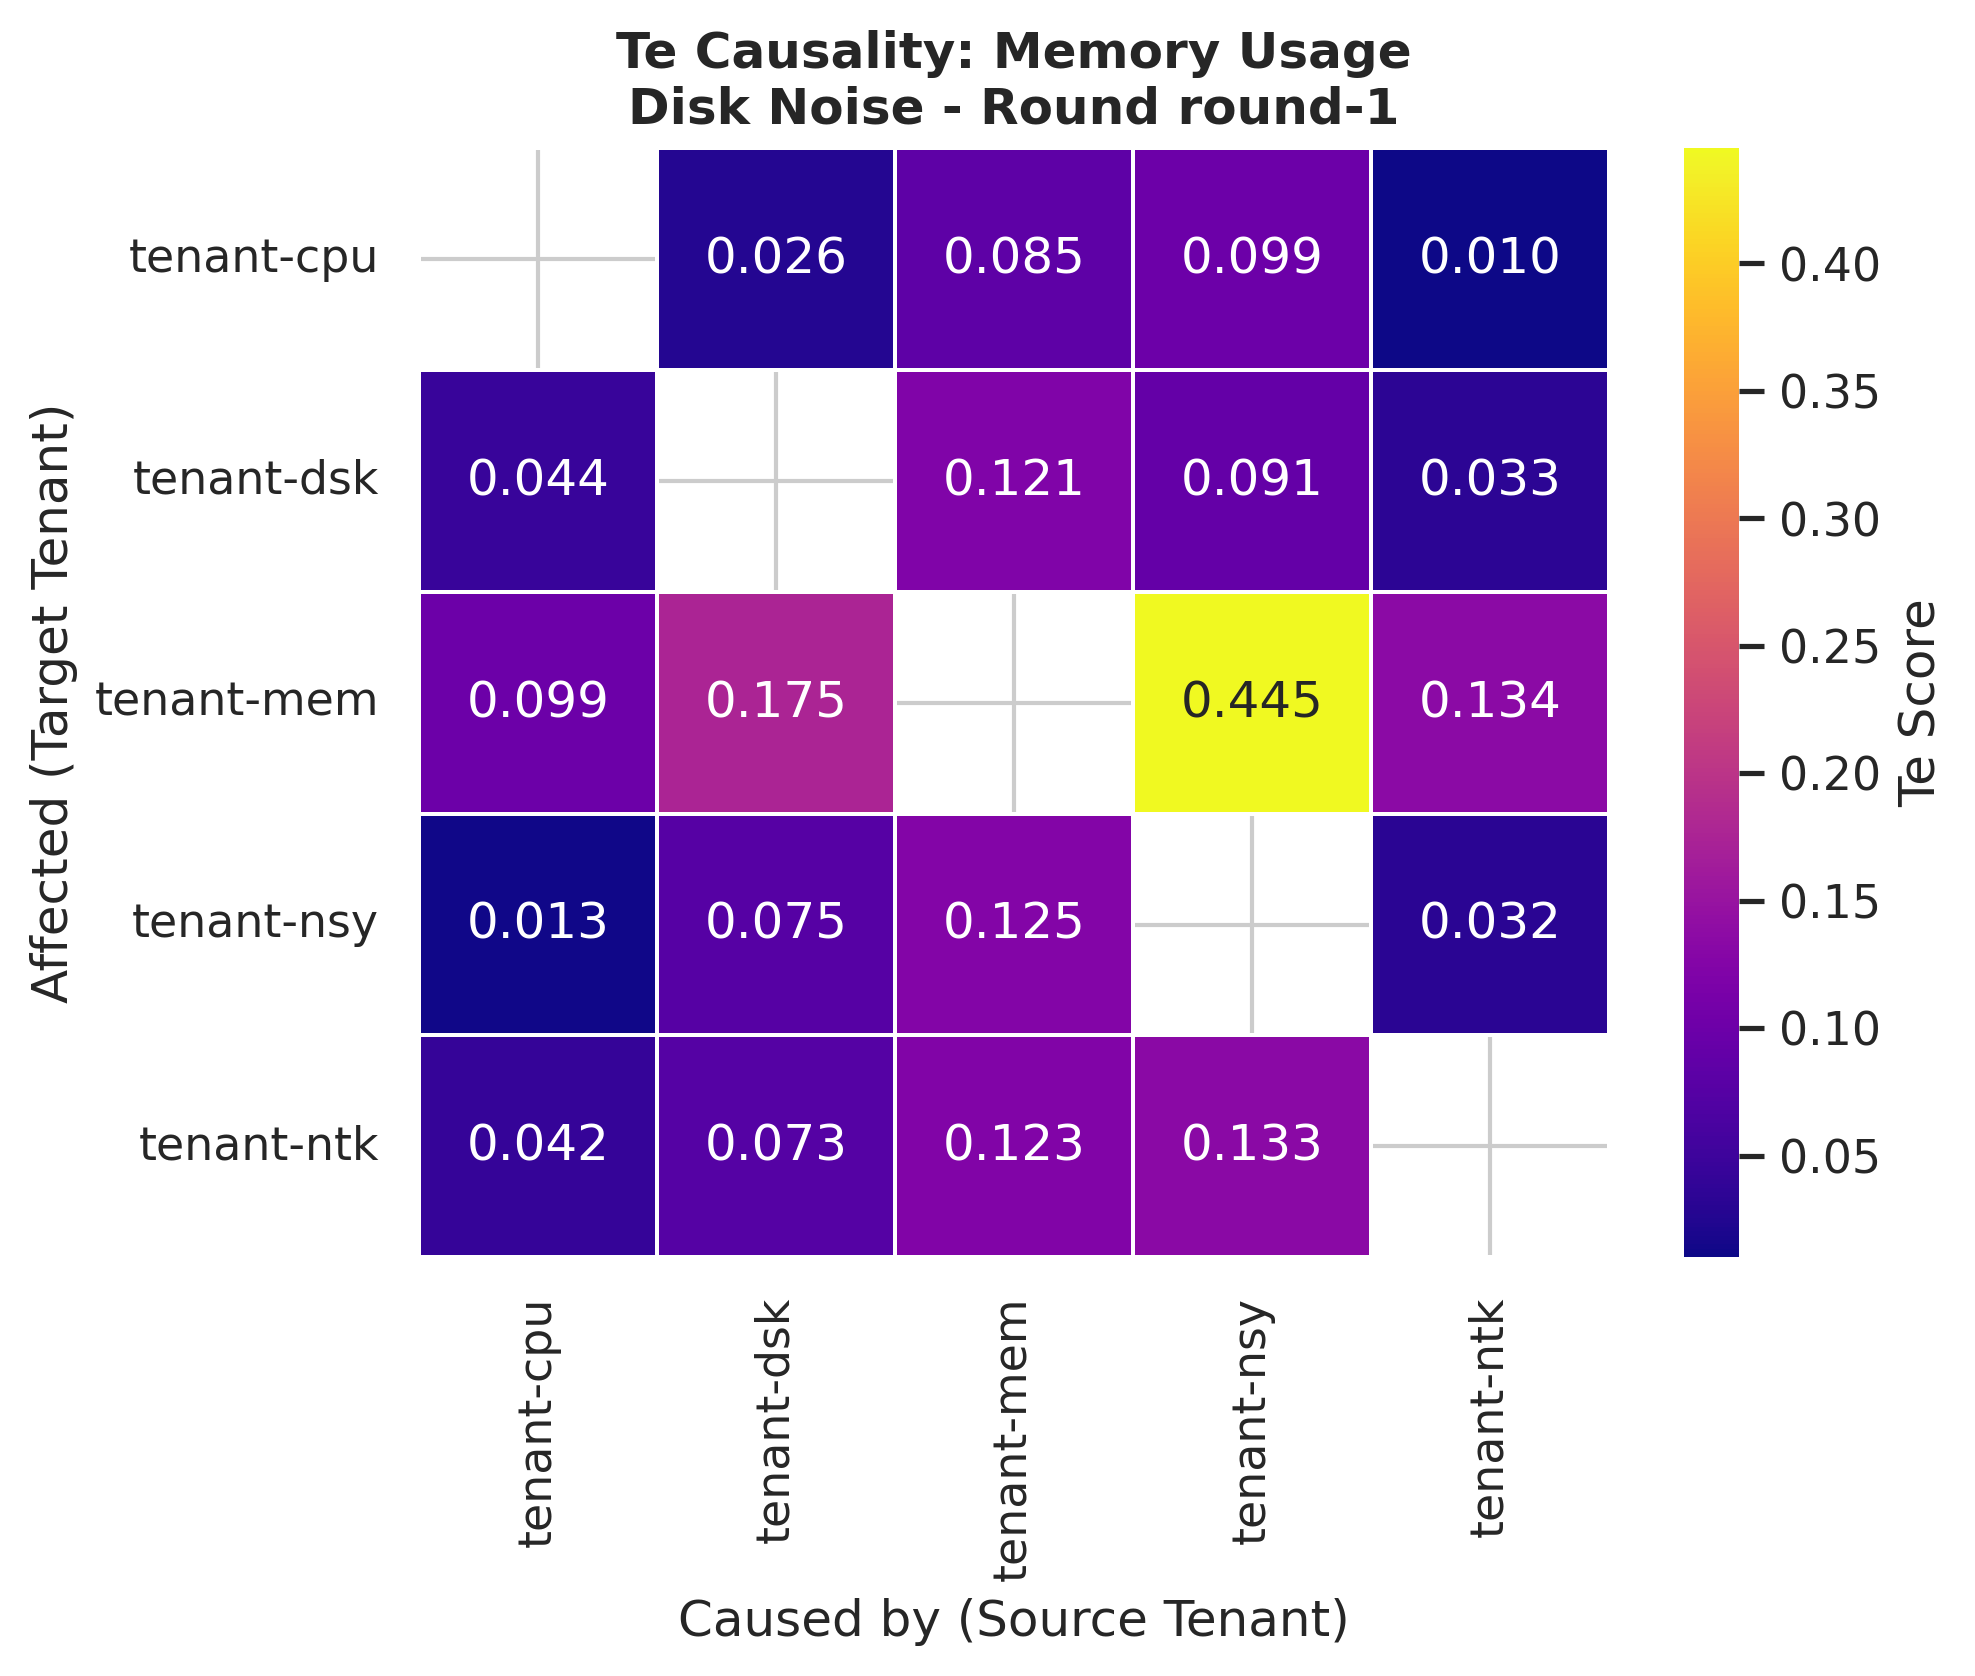 Te Causality: Memory Usage
Disk Noise - Round round-1
Affected (Target Tenant)
tenant-cpu 0.026 0.085 0.099 0.010
tenant-dsk 0.044 0.121 0.091 0.033
tenant-mem 0.099 0.175 0.445 0.134
tenant-nsy 0.013 0.075 0.125 0.032
tenant-ntk 0.042 0.073 0.123 0.133
tenant-cpu
tenant-dsk
tenant-mem
tenant-nsy
tenant-ntk
Caused by (Source Tenant)
0.40
0.35
0.30
0.25
0.20
0.15
0.10
0.05
Te Score